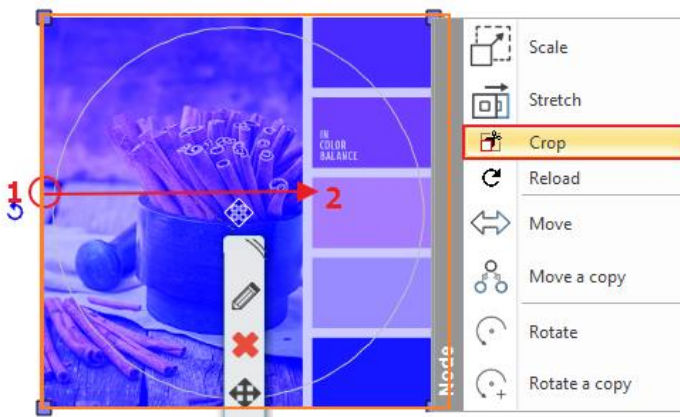 Scale
Stretch
IN
COLOR
BALANCE
Crop
Reload
1
2
Move
Move a copy
Node
Rotate
Rotate a copy